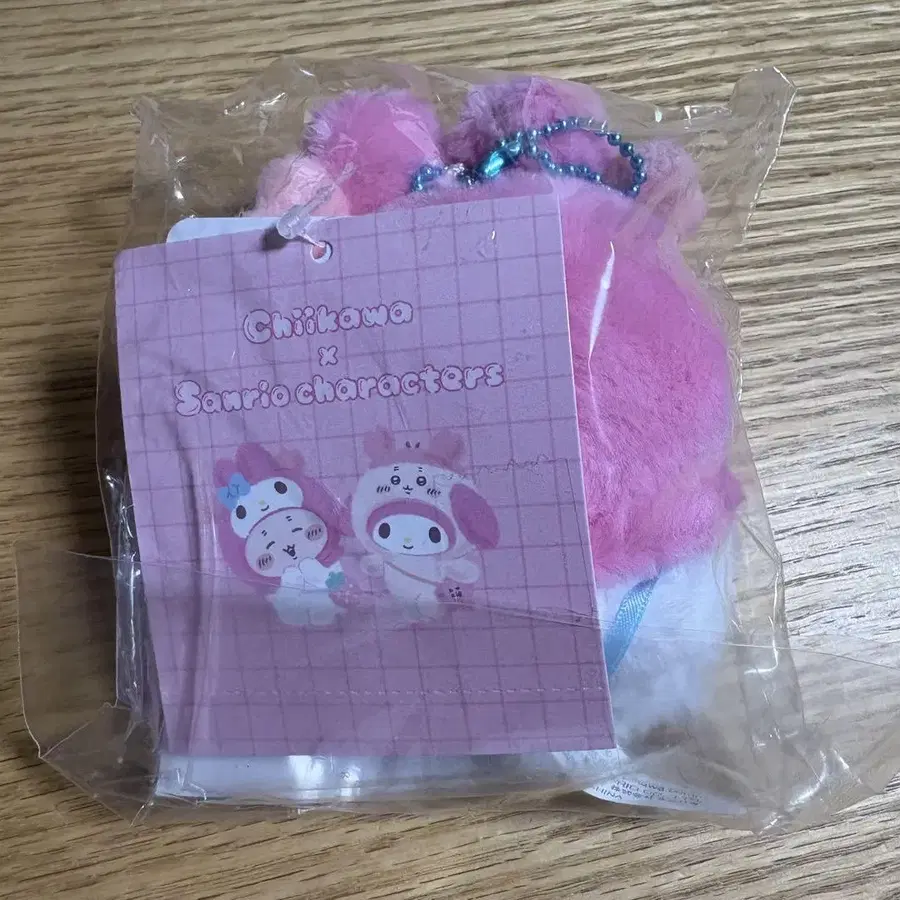 Chiikawa
x
Sanrio characters